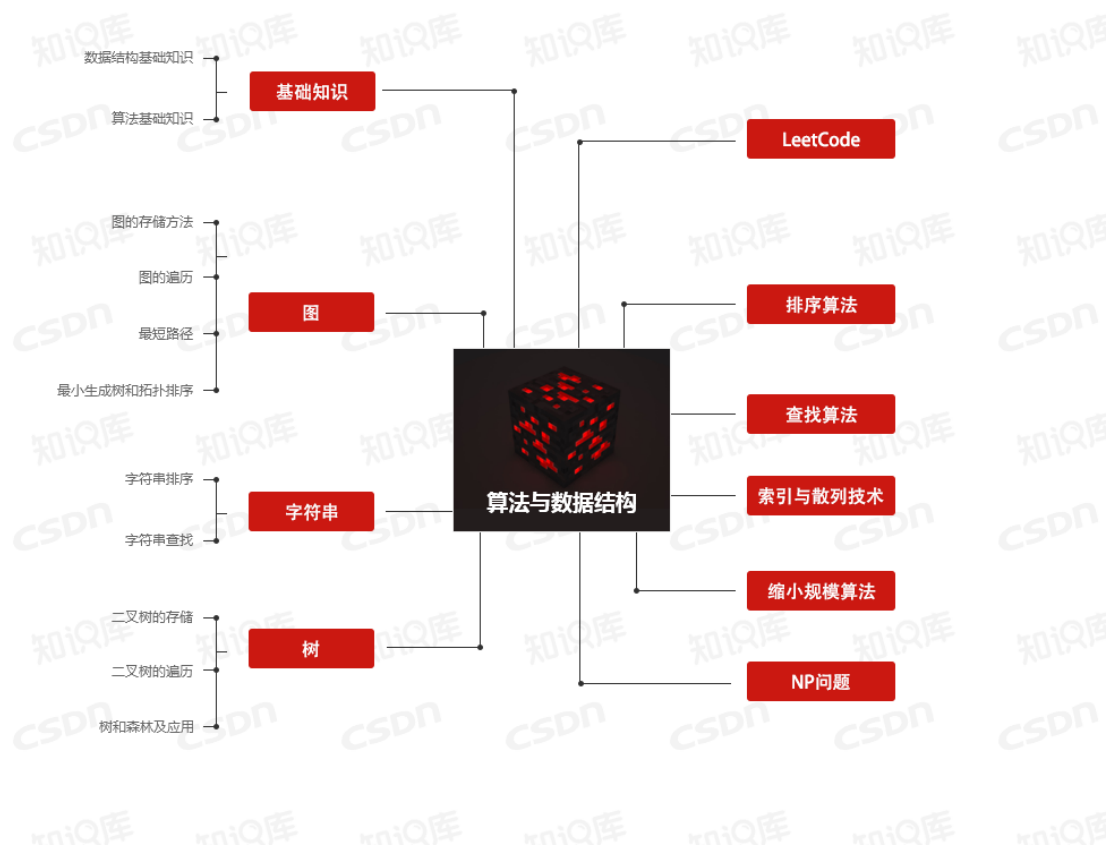 数据结构基础知识
基础知识
算法基础知识
LeetCode
图的存储方法
图的遍历
图
最短路径
最小生成树和拓扑排序
排序算法
查找算法
算法与数据结构
索引与散列技术
字符串排序
字符串
字符串查找
缩小规模算法
二叉树的存储
树
二叉树的遍历
树和森林及应用
NP问题
知识库
CSDN